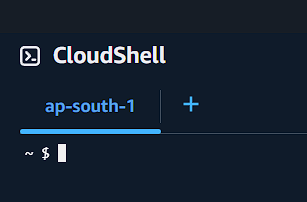 CloudShell
ap-south-1 +
~ $